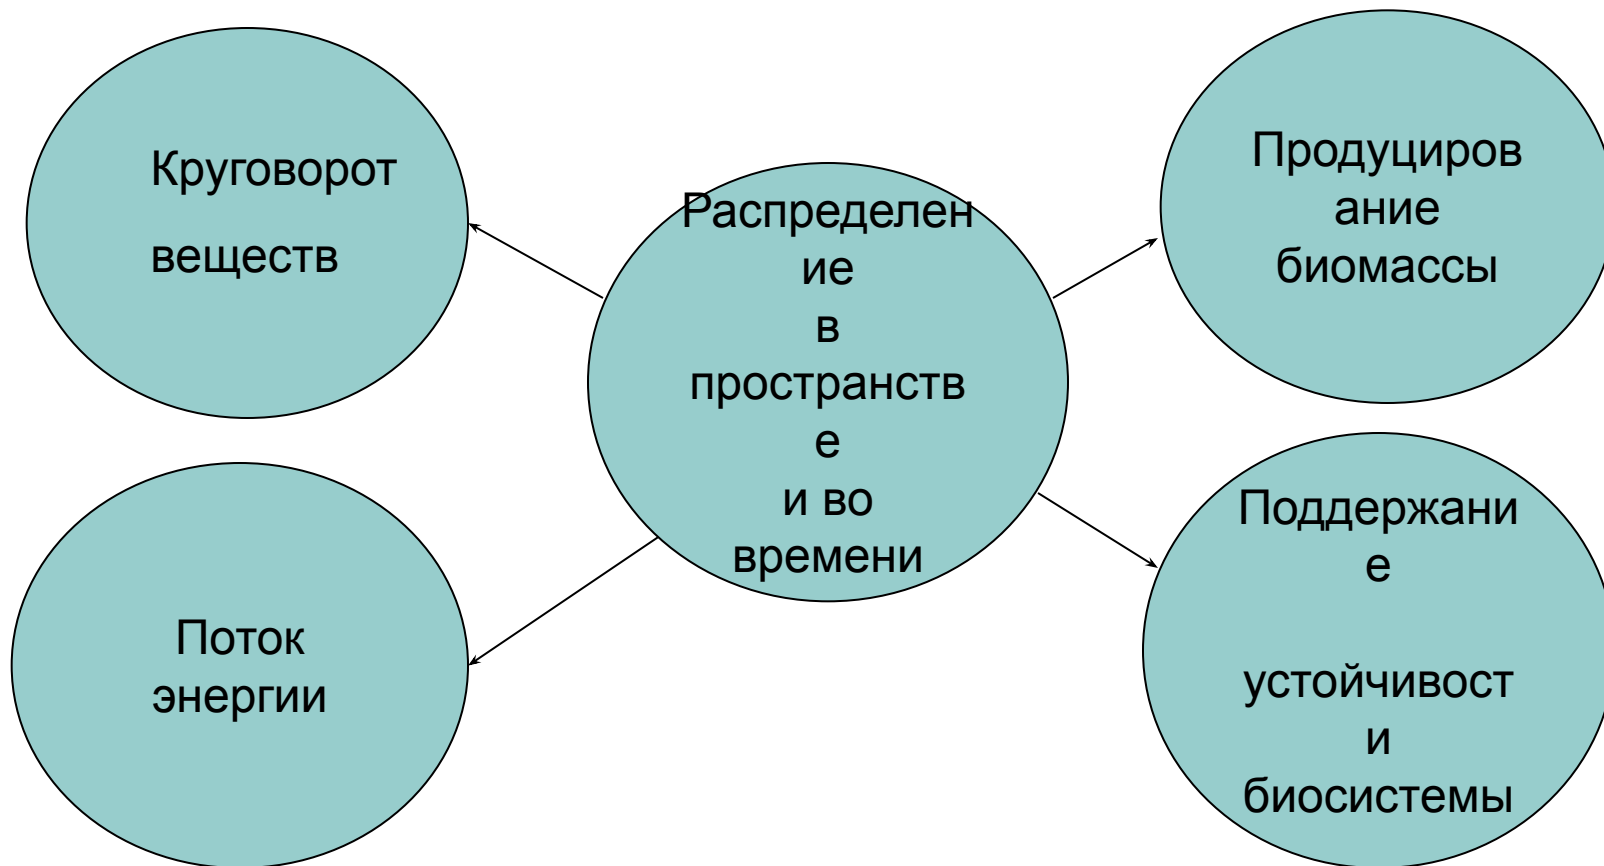 Круговорот
веществ
Распределен
ие
в
пространств
е
и во
времени
Продуциров
ание
биомассы
Поток
энергии
Поддержани
е
устойчивост
и
биосистемы